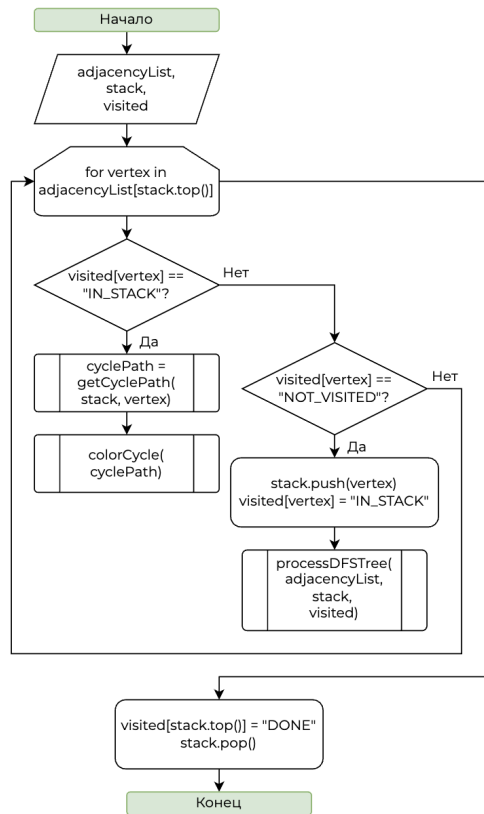 Начало
adjacencyList,
stack,
visited
for vertex in
adjacencyList[stack.top()]
visited[vertex] ==
"IN_STACK"?
Нет
Да
cyclePath =
getCyclePath(
stack, vertex)
colorCycle(
cyclePath)
visited[vertex] ==
"NOT_VISITED"?
Нет
Да
stack.push(vertex)
visited[vertex] = "IN_STACK"
processDFSTree(
adjacencyList,
stack,
visited)
visited[stack.top()] = "DONE"
stack.pop()
Конец